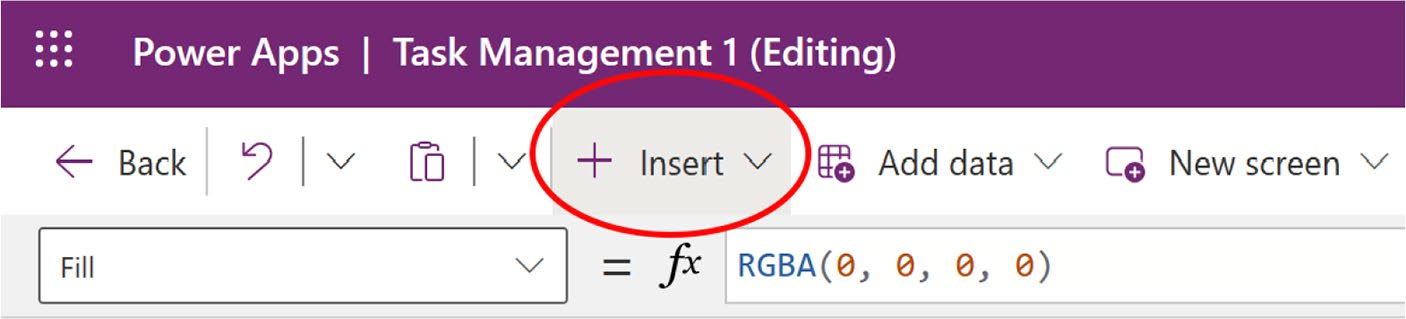 Power Apps | Task Management 1 (Editing)
Back Insert Add data New screen
Fill = fx RGBA(0, 0, 0, 0)